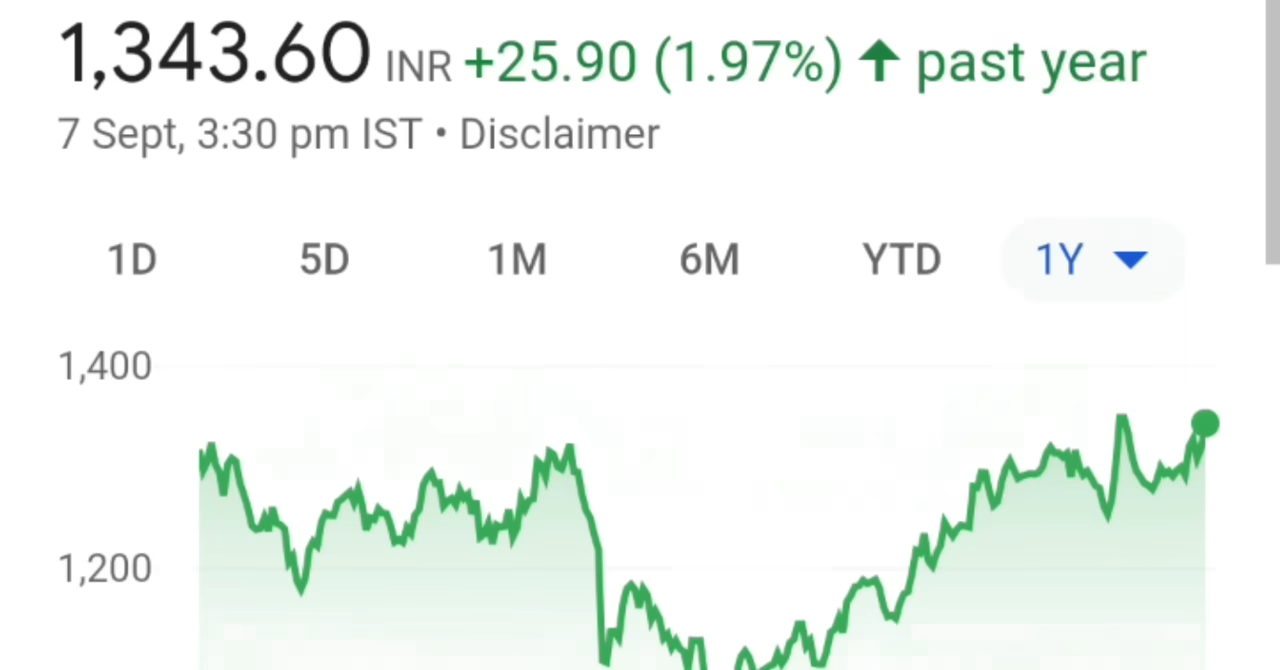 1,343.60 INR +25.90 (1.97%) ↑ past year
7 Sept, 3:30 pm IST • Disclaimer
1D 5D 1M 6M YTD 1Y
1,400
1,200